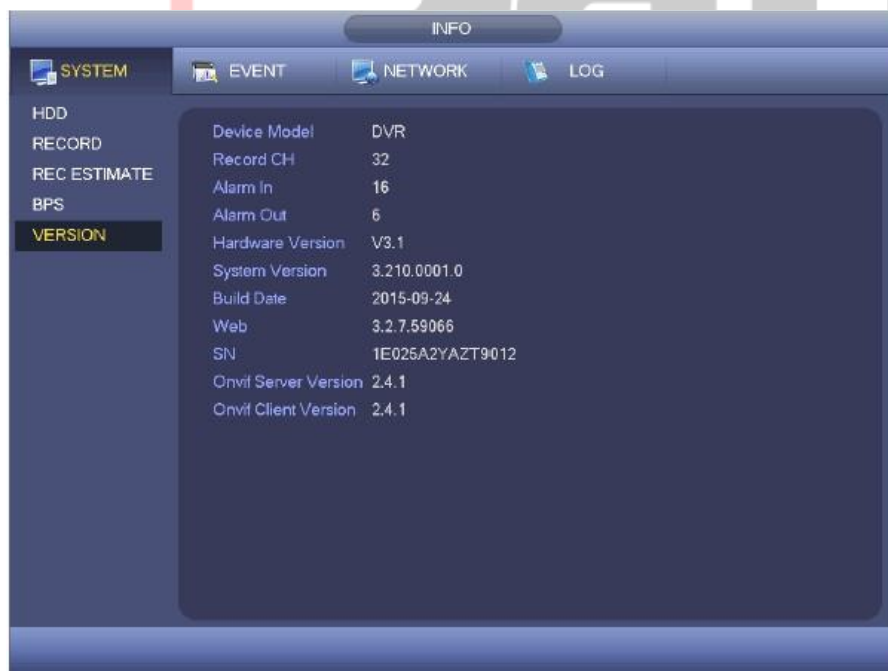 INFO
SYSTEM EVENT NETWORK LOG
HDD
RECORD
REC ESTIMATE
BPS
VERSION
Device Model DVR
Record CH 32
Alarm In 16
Alarm Out 6
Hardware Version V3.1
System Version 3.210.0001.0
Build Date 2015-09-24
Web 3.2.7.59066
SN 1E025A2YAZT9012
Onvif Server Version 2.4.1
Onvif Client Version 2.4.1